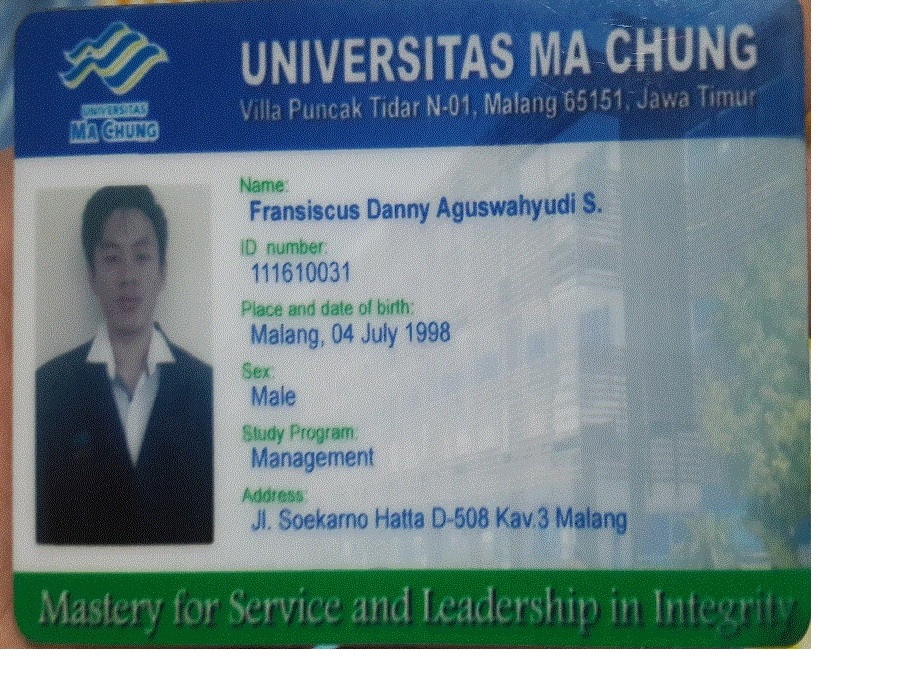 UNIVERSITAS MA CHUNG
Villa Puncak Tidar N-01, Malang 65151, Jawa Timur
UNIVERSITAS
MA CHUNG
Name:
Fransiscus Danny Aguswahyudi S.
ID number:
111610031
Place and date of birth:
Malang, 04 July 1998
Sex:
Male
Study Program:
Management
Address:
Jl. Soekarno Hatta D-508 Kav.3 Malang
Mastery for Service and Leadership in Integrity